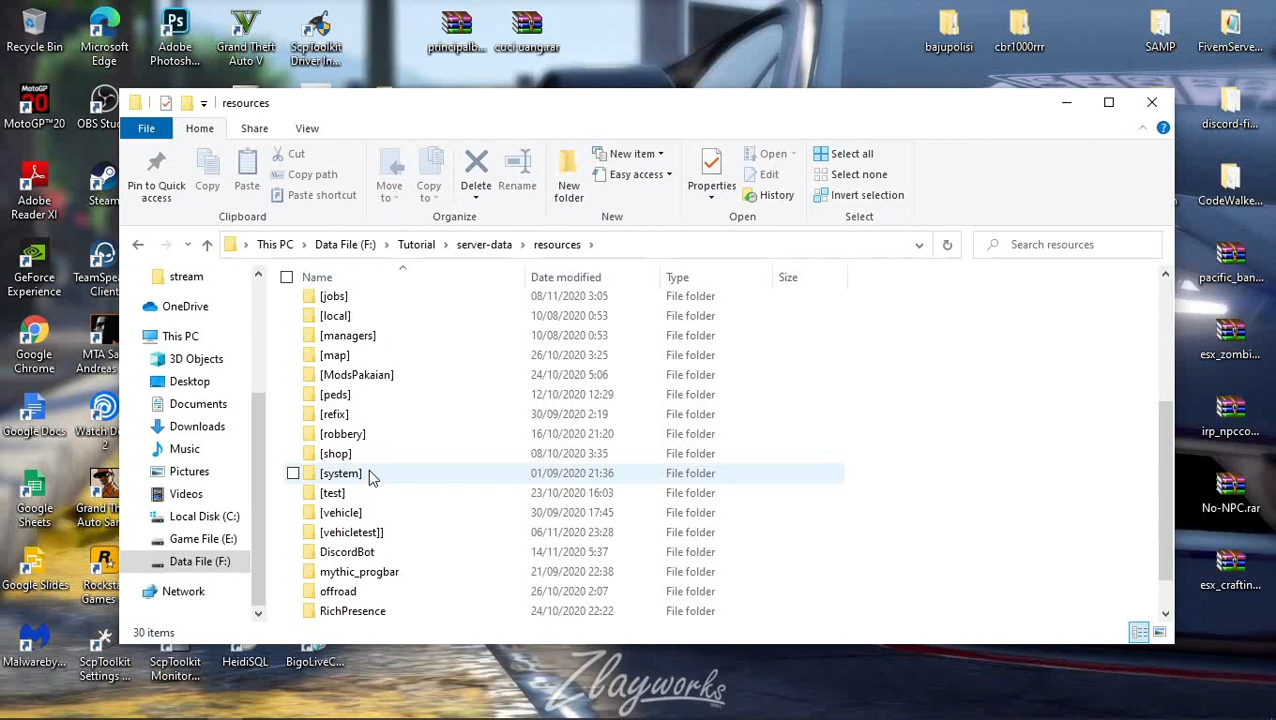 Recycle Bin
Microsoft Edge
Adobe Photosh...
Grand Theft Auto V
ScpToolkit Driver In...
principalb...
cuci uang.rar
bajupolisi
cbr1000rrr
SAMP
FivemServe...
resources
File
Home
Share
View
Pin to Quick access
Copy
Paste
Cut
Copy path
Paste shortcut
Clipboard
Move to
Copy to
Delete
Rename
Organize
New folder
New item
Easy access
New
Properties
Open
Edit
History
Open
Select all
Select none
Invert selection
Select
This PC > Data File (F:) > Tutorial > server-data > resources >
Search resources
stream
OneDrive
This PC
3D Objects
Desktop
Documents
Downloads
Music
Pictures
Videos
Local Disk (C:)
Game File (E:)
Data File (F:)
Network
Name Date modified Type Size
[jobs] 08/11/2020 3:05 File folder
[local] 10/08/2020 0:53 File folder
[managers] 10/08/2020 0:53 File folder
[map] 26/10/2020 3:25 File folder
[ModsPakaian] 24/10/2020 5:06 File folder
[peds] 12/10/2020 12:29 File folder
[refix] 30/09/2020 2:19 File folder
[robbery] 16/10/2020 21:20 File folder
[shop] 08/10/2020 3:35 File folder
[system] 01/09/2020 21:36 File folder
[test] 23/10/2020 16:03 File folder
[vehicle] 30/09/2020 17:45 File folder
[vehicletest]] 06/11/2020 23:28 File folder
DiscordBot 14/11/2020 5:37 File folder
mythic_progbar 21/09/2020 22:38 File folder
offroad 26/10/2020 2:07 File folder
RichPresence 24/10/2020 22:22 File folder
30 items
MotoGP™20
OBS Stud
Adobe Reader XI
Steam
GeForce Experience
TeamSpea Client
Google Chrome
MTA Sa Andreas
Google Docs
Watch D 2
Google Sheets
Grand Th Auto Sar
Google Slides
Rocksta Games
Malwareby...
ScpToolkit Settings ...
ScpToolkit Monitor...
HeidiSQL
BigoLiveC...
discord-fi...
CodeWalke...
pacific_ban...
esx_zombi...
irp_npcco...
No-NPC.rar
esx_craftin...
Zlayworks